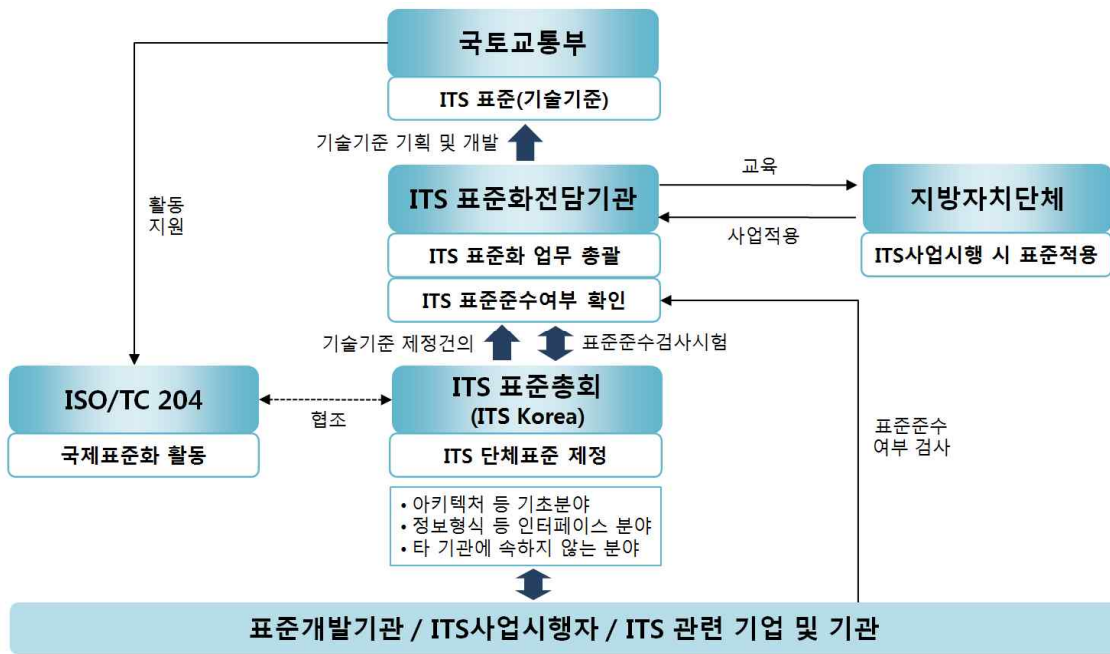 국토교통부
ITS 표준(기술기준)
기술기준 기획 및 개발
활동
지원
ITS 표준화전담기관
교육
지방자치단체
사업적용
ITS 표준화 업무 총괄
ITS사업시행 시 표준적용
ITS 표준준수여부 확인
기술기준 제정건의
표준준수검사시험
ISO/TC 204
협조
ITS 표준총회
(ITS Korea)
표준준수
여부 검사
국제표준화 활동
ITS 단체표준 제정
• 아키텍처 등 기초분야
• 정보형식 등 인터페이스 분야
• 타 기관에 속하지 않는 분야
표준개발기관 / ITS사업시행자 / ITS 관련 기업 및 기관